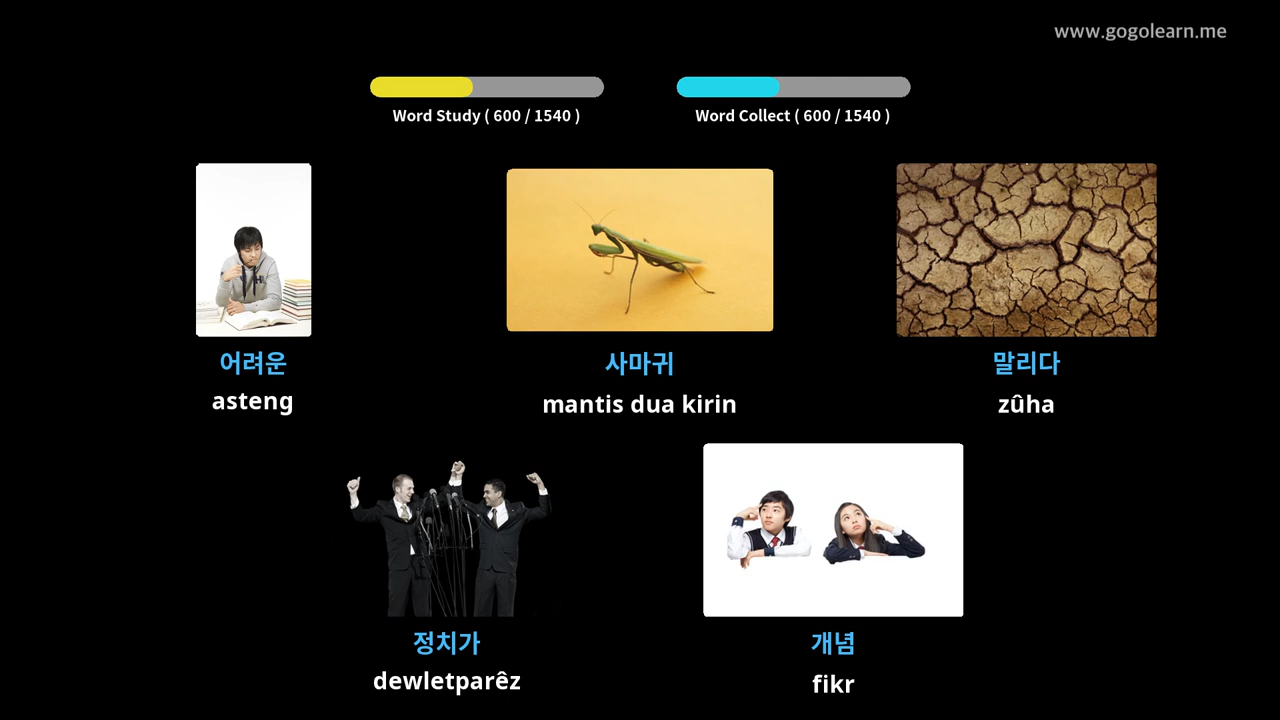 www.gogolearn.me
Word Study ( 600 / 1540 )
Word Collect ( 600 / 1540 )
어려운
asteng
사마귀
mantis dua kirin
말리다
zûha
정치가
dewletparêz
개념
fikr